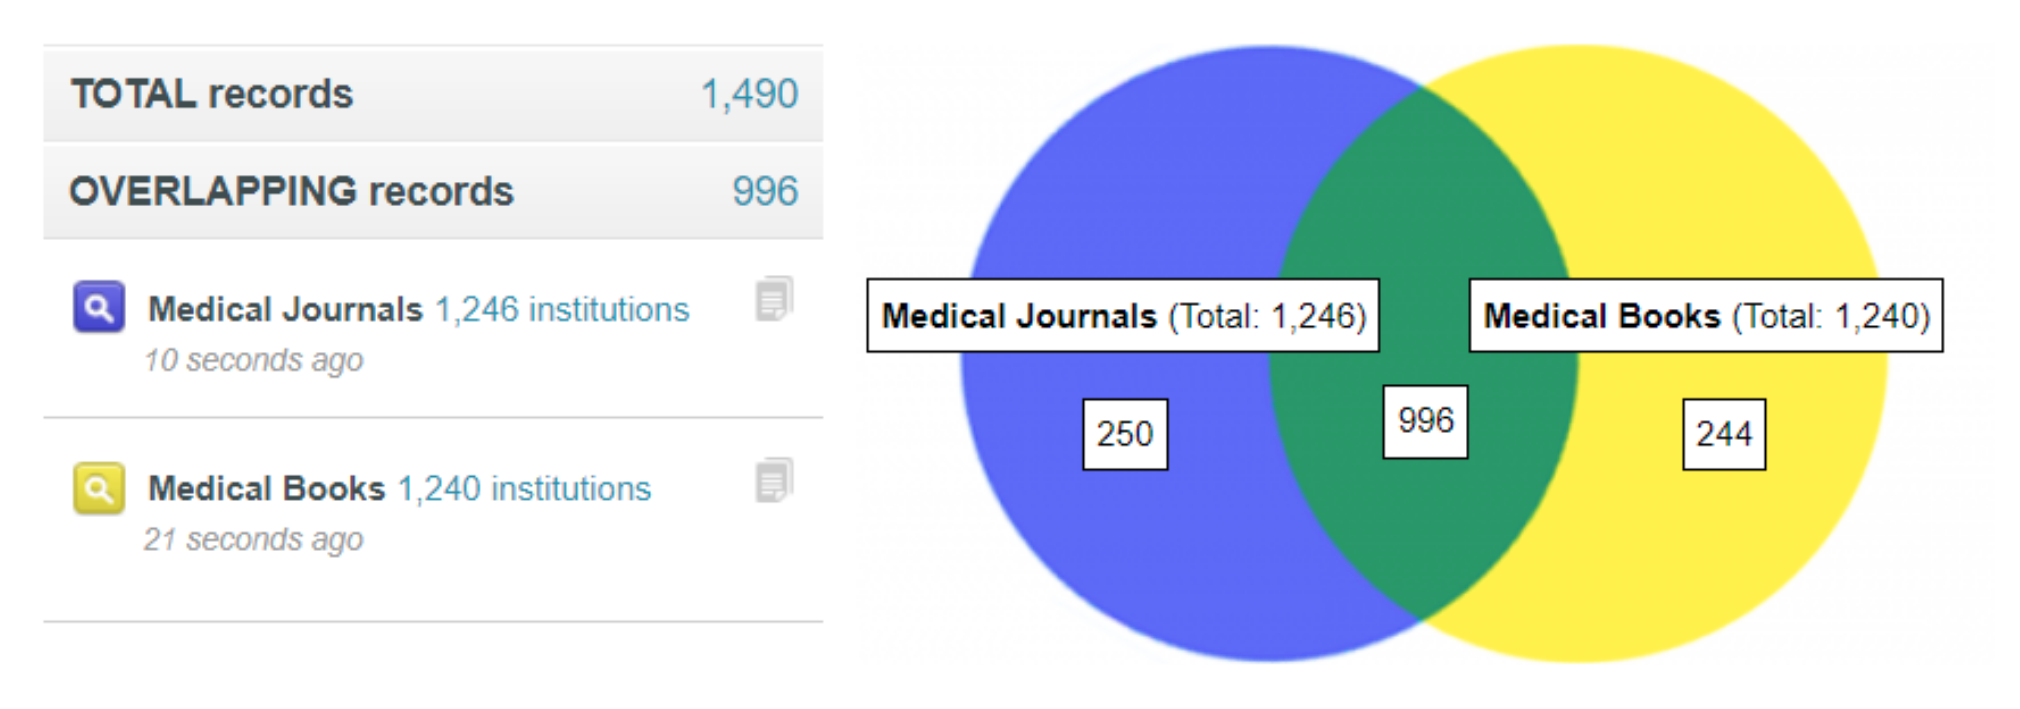 TOTAL records 1,490
OVERLAPPING records 996
Medical Journals 1,246 institutions
10 seconds ago
Medical Books 1,240 institutions
21 seconds ago
Medical Journals (Total: 1,246)
Medical Books (Total: 1,240)
250
996
244